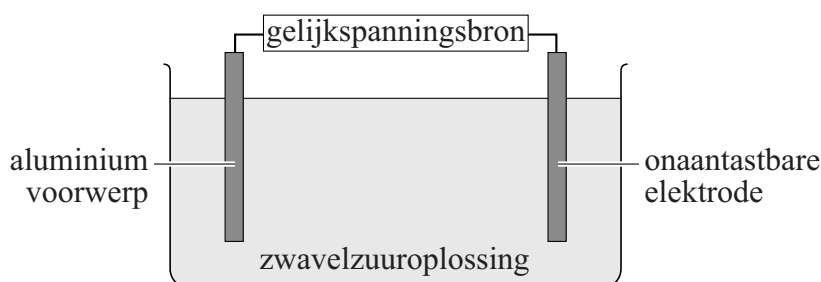 gelijkspanningsbron
aluminium
voorwerp
onaantastbare
elektrode
zwavelzuuroplossing